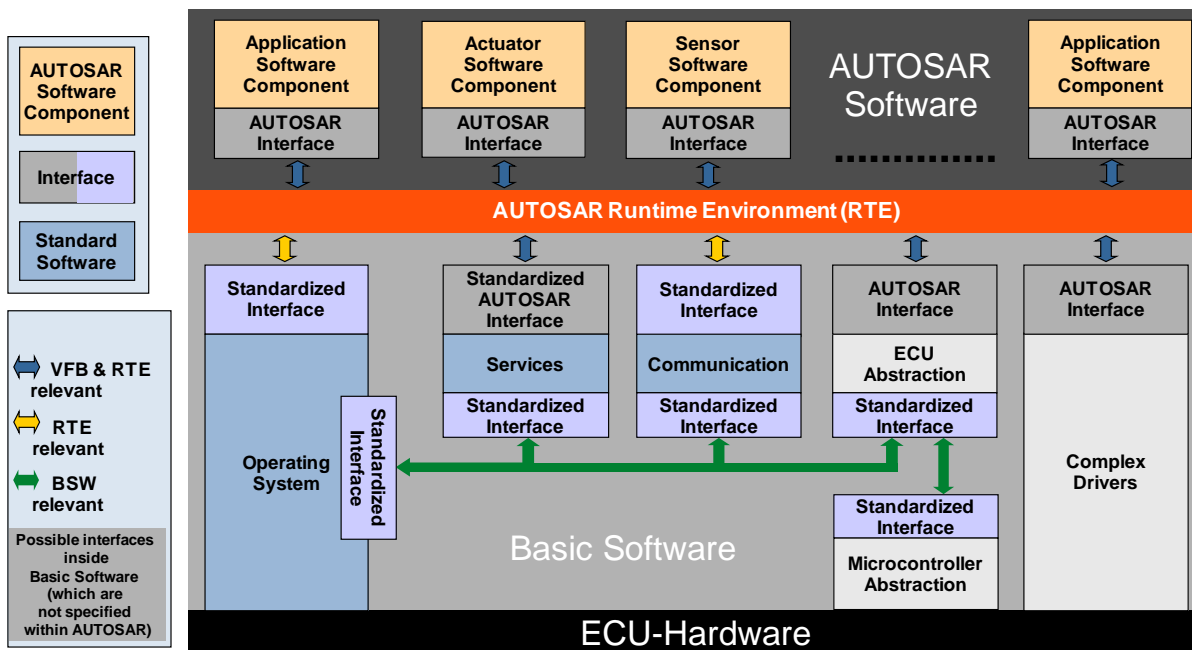 AUTOSAR
Software
Component
Interface
Standard
Software
VFB & RTE
relevant
RTE
relevant
BSW
relevant
Possible interfaces
inside
Basic Software
(which are
not specified
within AUTOSAR)
Application
Software
Component
AUTOSAR
Interface
Actuator
Software
Component
AUTOSAR
Interface
Sensor
Software
Component
AUTOSAR
Interface
AUTOSAR
Software
...............
Application
Software
Component
AUTOSAR
Interface
AUTOSAR Runtime Environment (RTE)
Standardized
Interface
Operating
System
Standardized
Interface
Standardized
AUTOSAR
Interface
Services
Standardized
Interface
Standardized
Interface
Communication
Standardized
Interface
AUTOSAR
Interface
ECU
Abstraction
Standardized
Interface
Standardized
Interface
Microcontroller
Abstraction
AUTOSAR
Interface
Complex
Drivers
Basic Software
ECU-Hardware